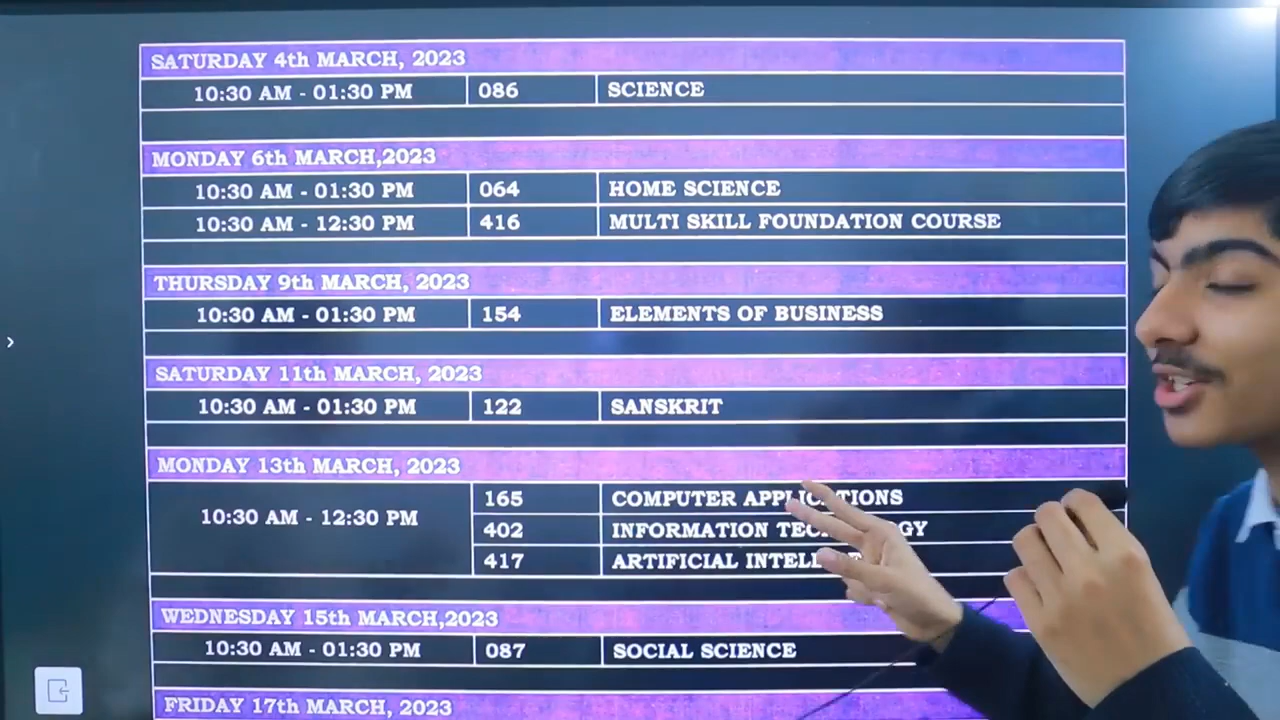 SATURDAY 4th MARCH, 2023
10:30 AM - 01:30 PM 086 SCIENCE
MONDAY 6th MARCH,2023
10:30 AM - 01:30 PM 064 HOME SCIENCE
10:30 AM - 12:30 PM 416 MULTI SKILL FOUNDATION COURSE
THURSDAY 9th MARCH, 2023
10:30 AM - 01:30 PM 154 ELEMENTS OF BUSINESS
SATURDAY 11th MARCH, 2023
10:30 AM - 01:30 PM 122 SANSKRIT
MONDAY 13th MARCH, 2023
165 COMPUTER APPLICATIONS
10:30 AM - 12:30 PM 402 INFORMATION
417 ARTIFICIAL
WEDNESDAY 15th MARCH,2023
10:30 AM - 01:30 PM 087 SOCIAL SCIENCE
FRIDAY 17th MARCH, 2023